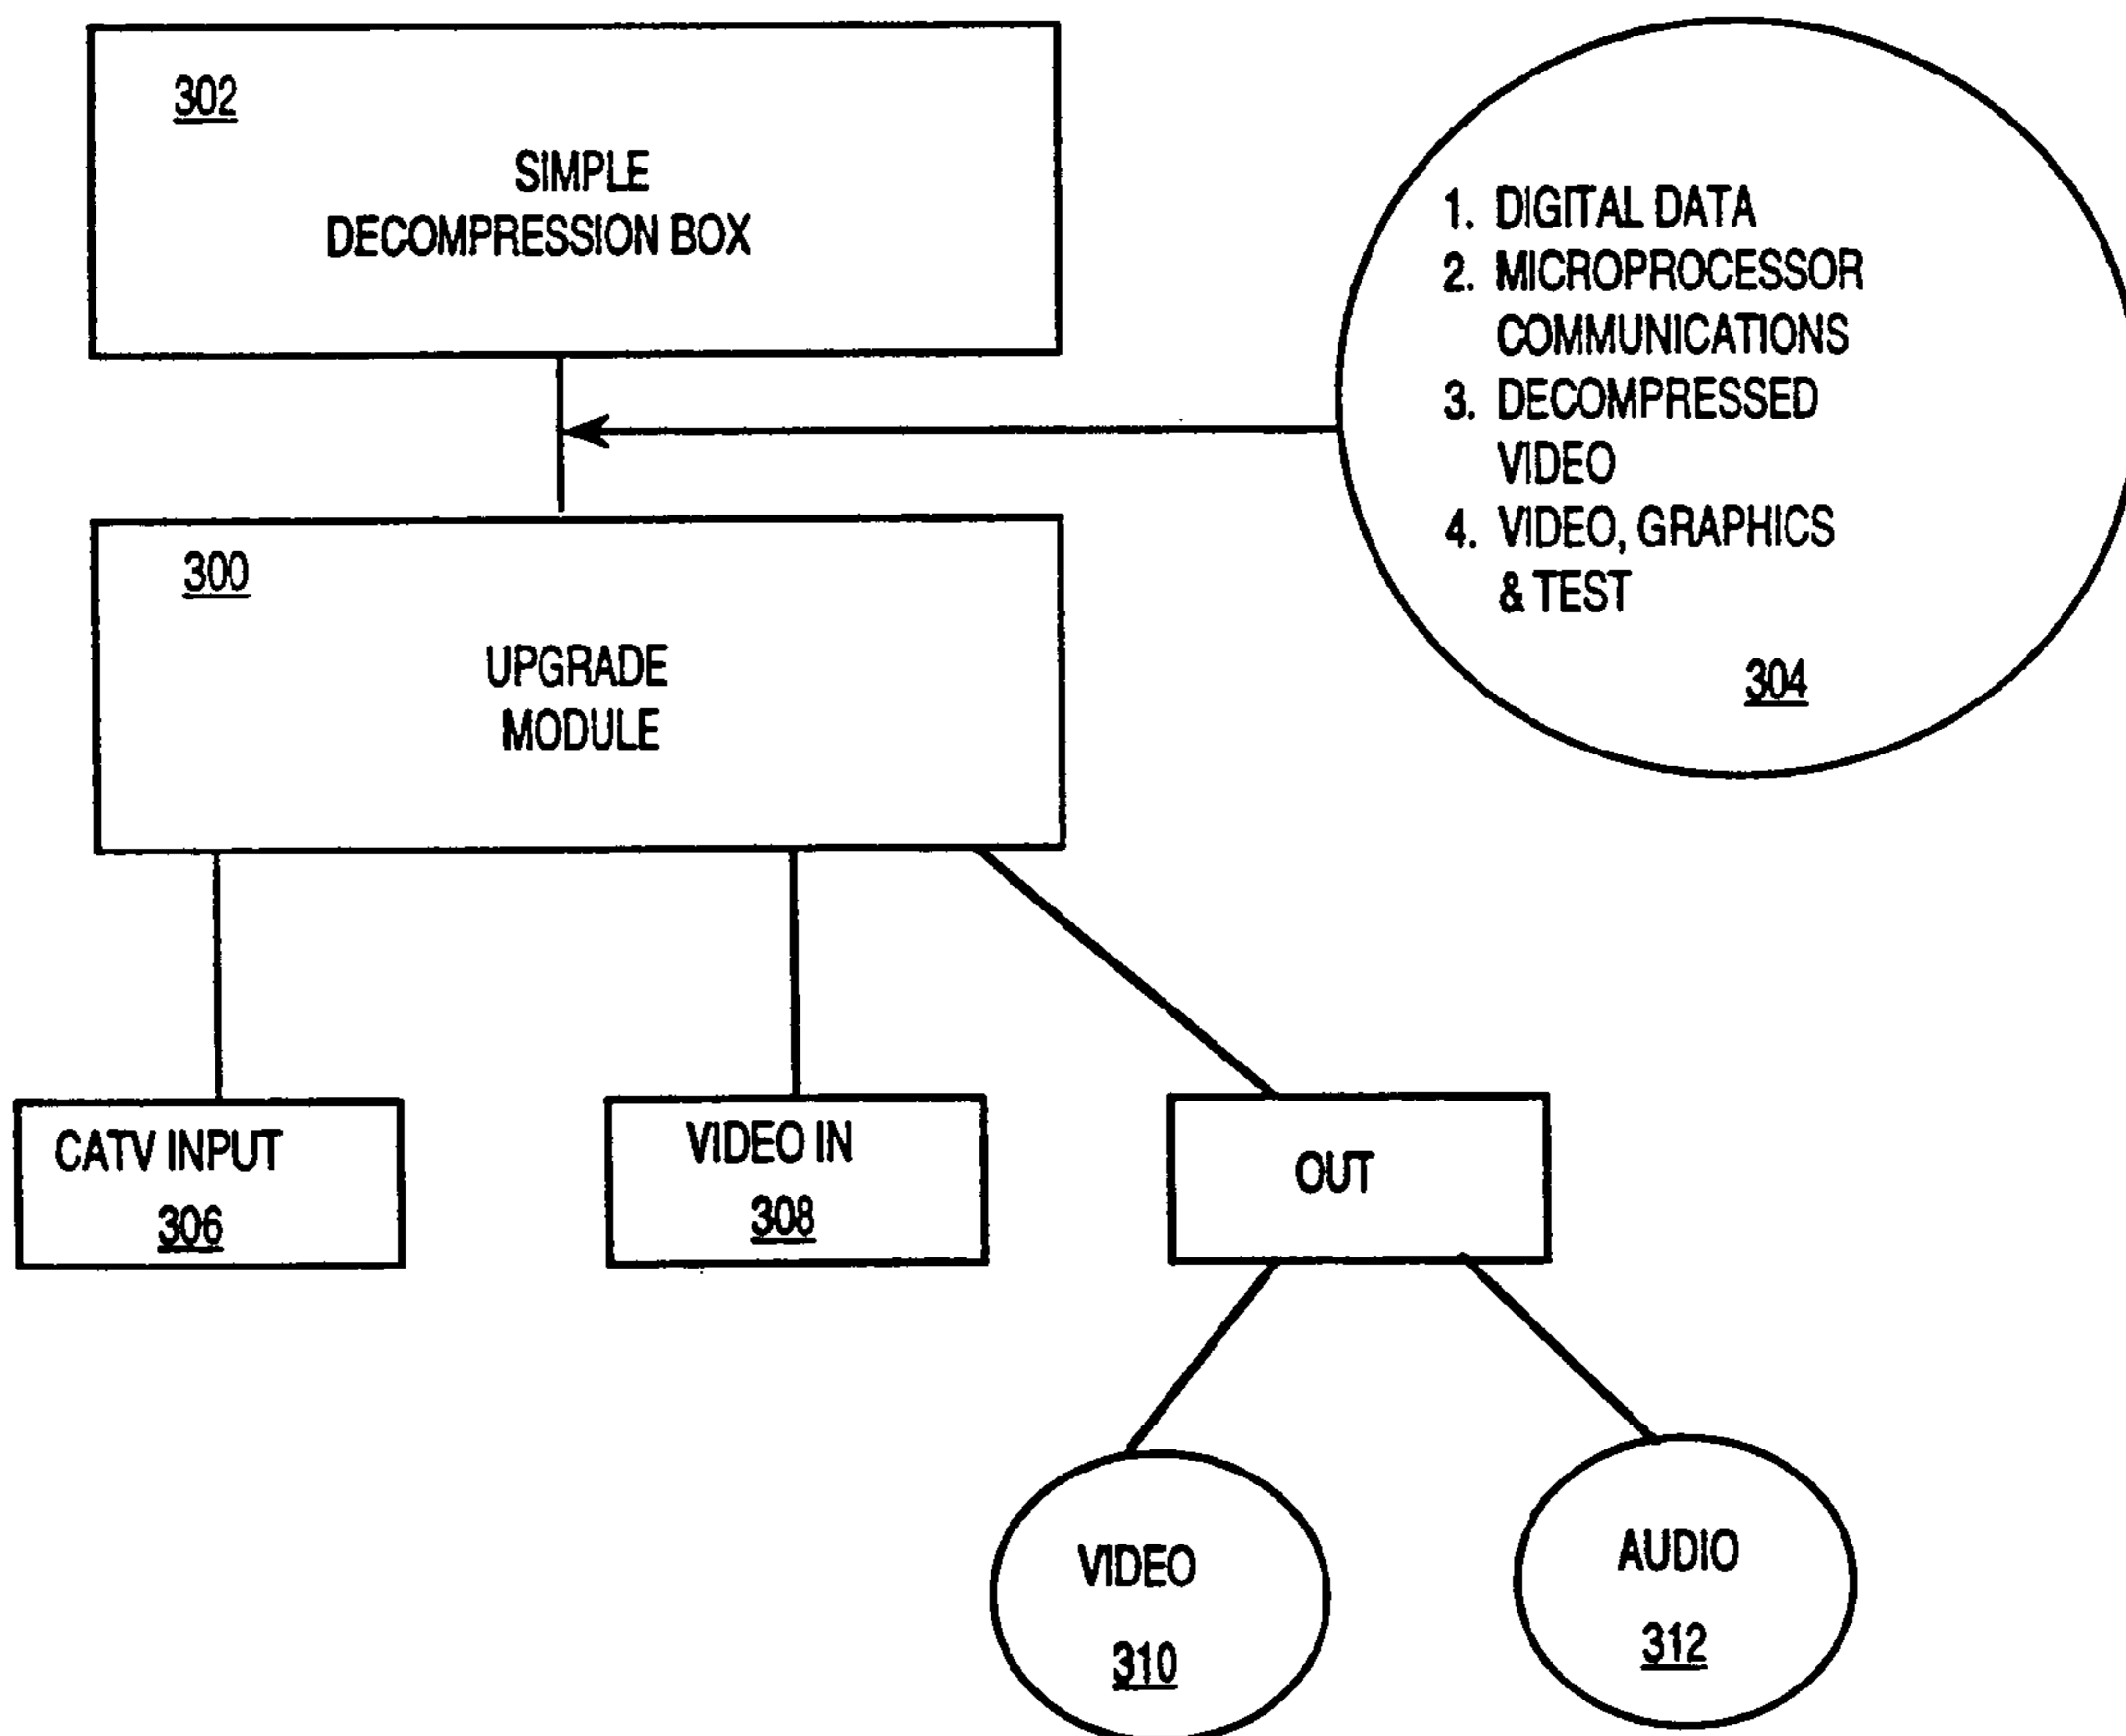 302
SIMPLE
DECOMPRESSION BOX
1. DIGITAL DATA
2. MICROPROCESSOR
COMMUNICATIONS
3. DECOMPRESSED
VIDEO
4. VIDEO, GRAPHICS
& TEST
304
300
UPGRADE
MODULE
CATV INPUT
306
VIDEO IN
308
OUT
VIDEO
310
AUDIO
312